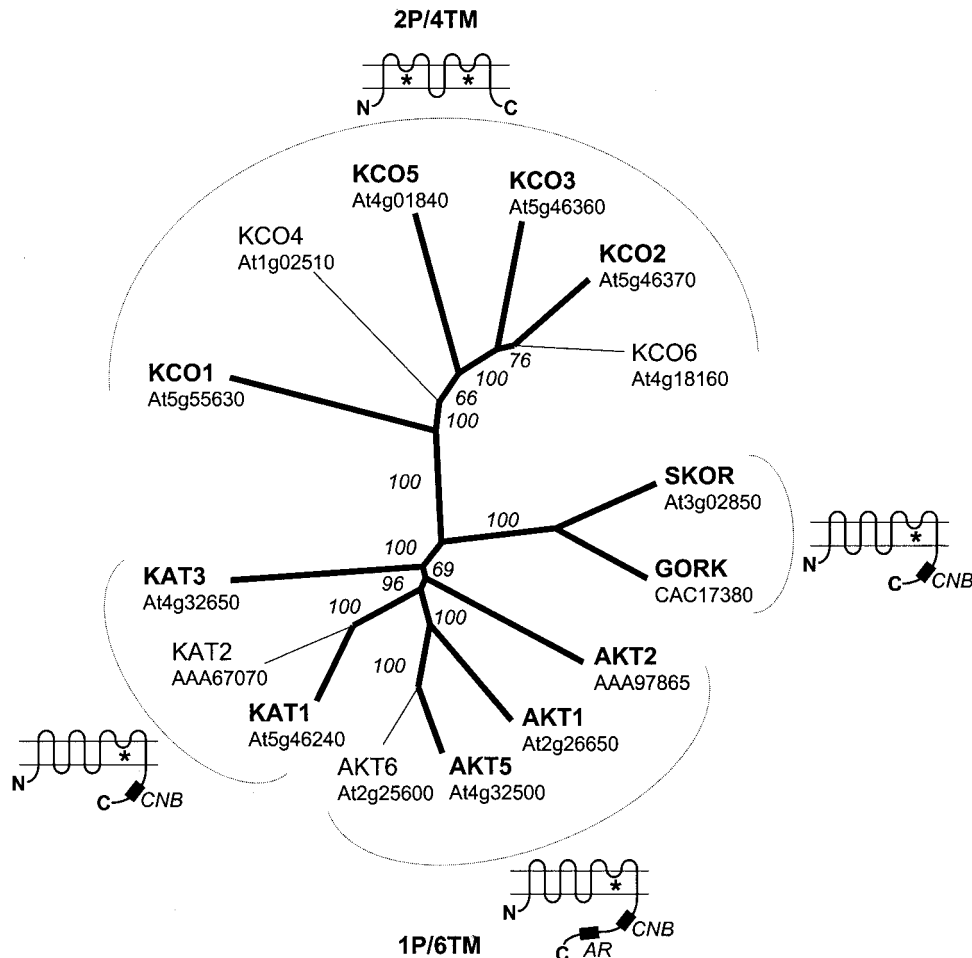 2P/4TM
* *
N C
KCO5
At4g01840
KCO3
At5g46360
KCO4
At1g02510
KCO2
At5g46370
KCO6
At4g18160
76
100
66
100
KCO1
At5g55630
100
SKOR
At3g02850
100
*
N
C CNB
GORK
CAC17380
100
KAT3
At4g32650
96 69
100 100
KAT2
AAA67070
AKT2
AAA97865
100
KAT1
At5g46240
AKT1
At2g26650
*
N
C CNB
AKT6
At2g25600
AKT5
At4g32500
*
N
CNB
C AR
1P/6TM